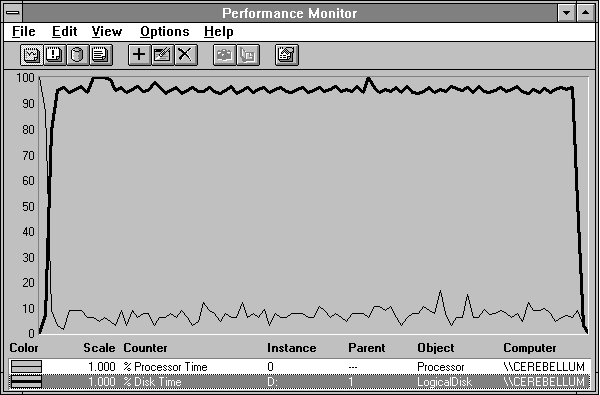 Performance Monitor
File Edit View Options Help
100
90
80
70
60
50
40
30
20
10
0
Color Scale Counter Instance Parent Object Computer
1.000 % Processor Time 0 --- Processor \\CEREBELLUM
1.000 % Disk Time D: 1 LogicalDisk \\CEREBELLUM